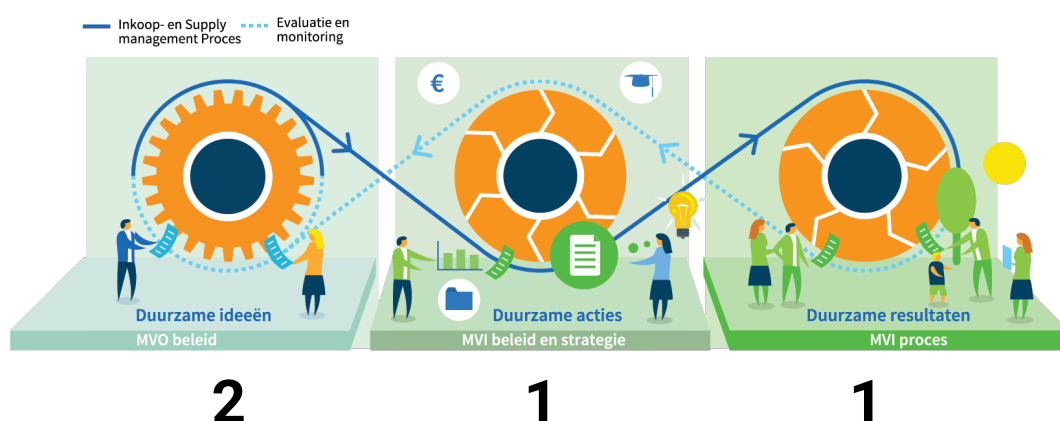 Inkoop- en Supply
management Proces
Evaluatie en
monitoring
€
Duurzame ideeën
Duurzame acties
Duurzame resultaten
MVO beleid
MVI beleid en strategie
MVI proces
2
1
1